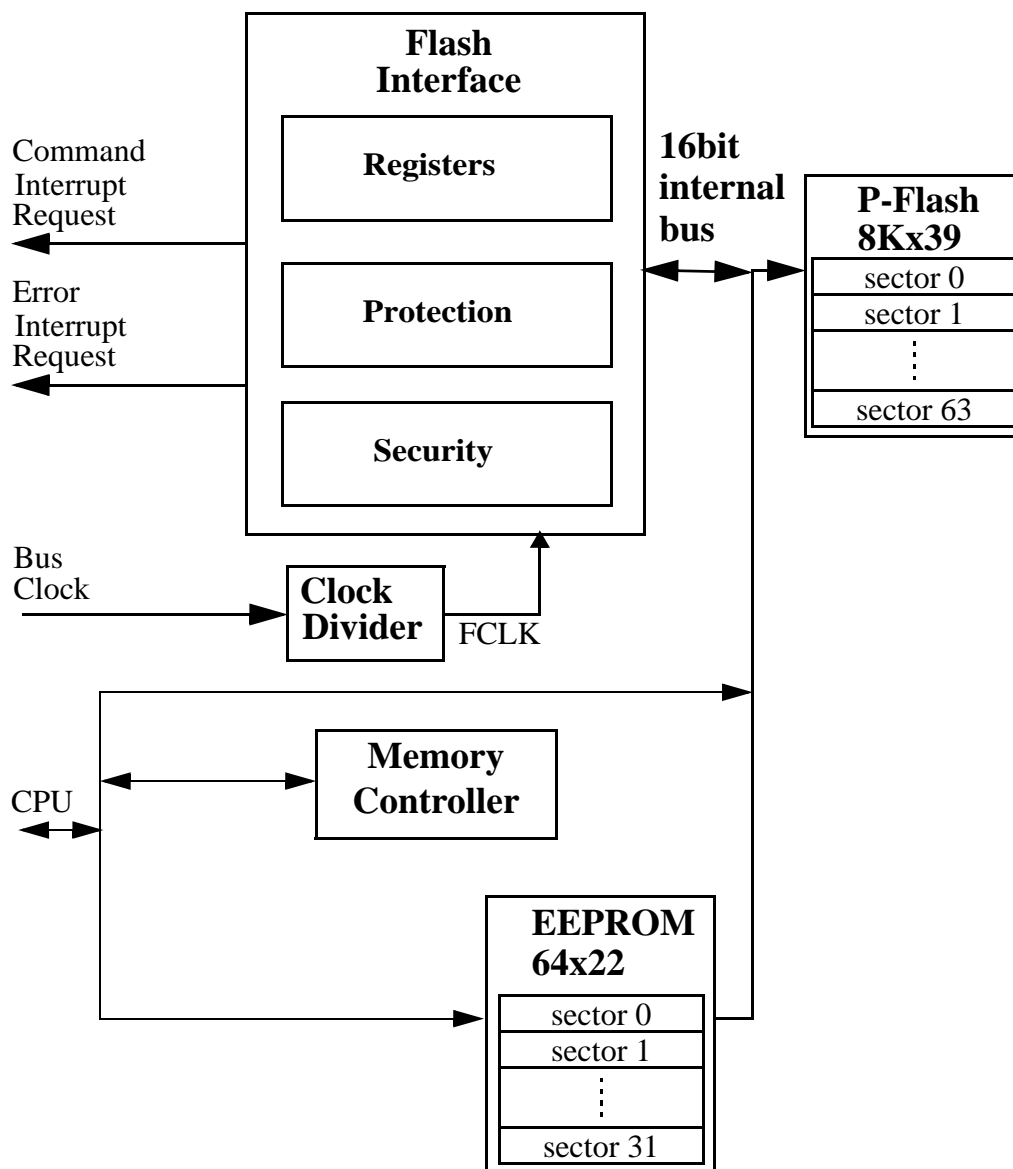 Flash
Interface
Registers
Protection
Security
Command
Interrupt
Request
Error
Interrupt
Request
16bit
internal
bus
P-Flash
8Kx39
sector 0
sector 1
sector 63
Bus
Clock
Clock
Divider
FCLK
Memory
Controller
CPU
EEPROM
64x22
sector 0
sector 1
sector 31